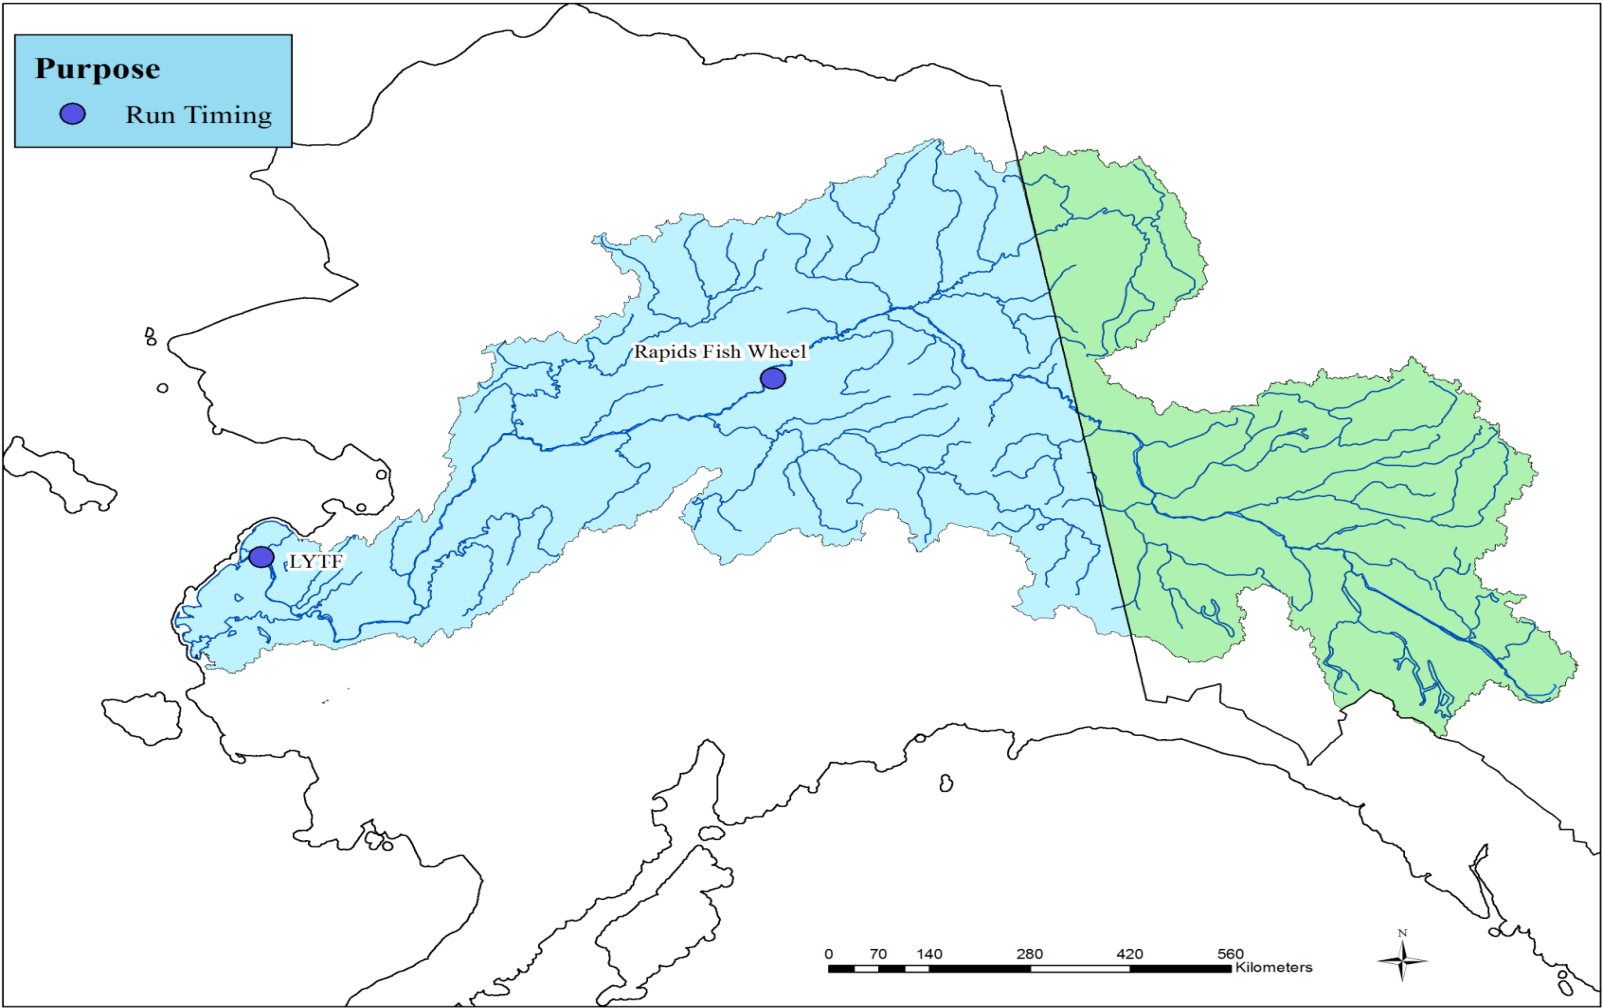 Purpose
Run Timing
Rapids Fish Wheel
LYTF
N
0 70 140 280 420 560
Kilometers